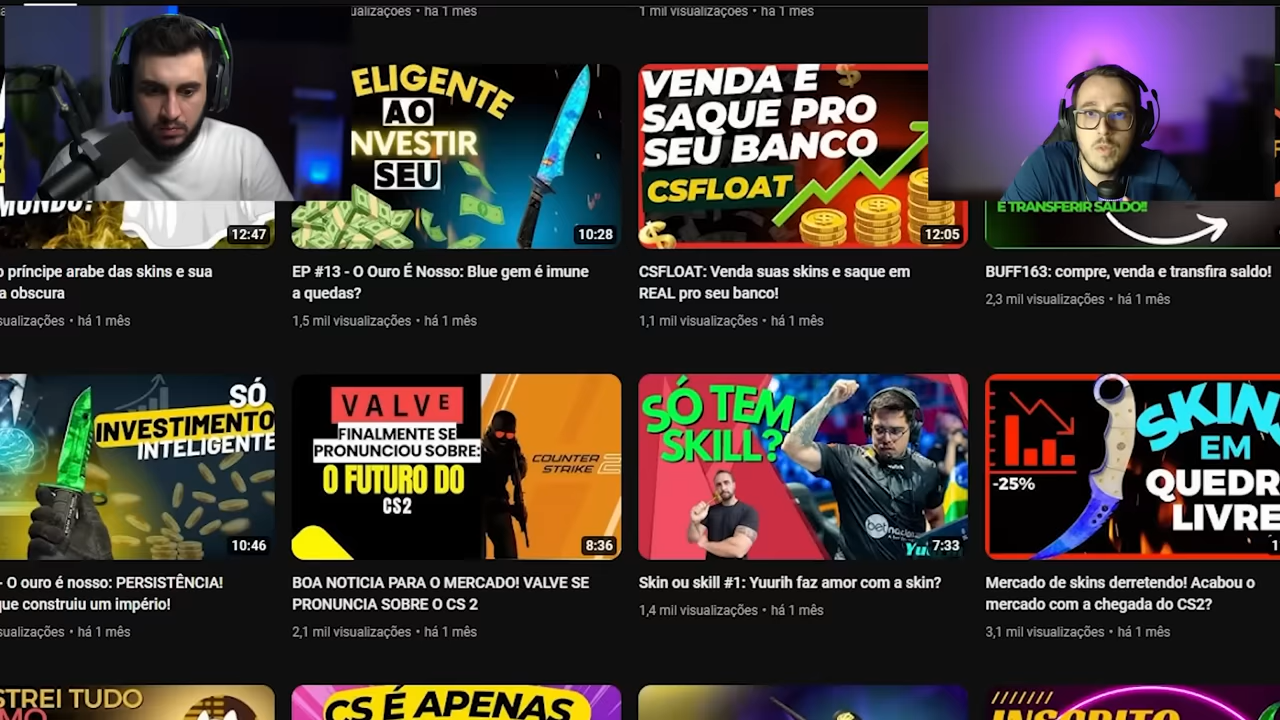 ualizações • há 1 mês
1 mil visualizações • há 1 mês
ELIGENTE
AO
NVESTIR
SEU
VENDA E
SAQUE PRO
SEU BANCO
CSFLOAT
MUNDO?
E TRANSFERIR SALDO!!
12:47
10:28
12:05
o príncipe arabe das skins e sua
a obscura
sualizações • há 1 mês
EP #13 - O Ouro É Nosso: Blue gem é imune
a quedas?
1,5 mil visualizações • há 1 mês
CSFLOAT: Venda suas skins e saque em
REAL pro seu banco!
1,1 mil visualizações • há 1 mês
BUFF163: compre, venda e transfira saldo!
2,3 mil visualizações • há 1 mês
SÓ
INVESTIMENTO
INTELIGENTE
10:46
VALVE
FINALMENTE SE
PRONUNCIOU SOBRE:
O FUTURO DO
CS2
COUNTER
STRIKE 2
8:36
SÓ TEM
SKILL?
betnacional
Yu
7:33
-25%
SKIN
EM
QUED
LIVRE
1
- O ouro é nosso: PERSISTÊNCIA!
que construiu um império!
sualizações • há 1 mês
BOA NOTICIA PARA O MERCADO! VALVE SE
PRONUNCIA SOBRE O CS 2
2,1 mil visualizações • há 1 mês
Skin ou skill #1: Yuurih faz amor com a skin?
1,4 mil visualizações • há 1 mês
Mercado de skins derretendo! Acabou o
mercado com a chegada do CS2?
3,1 mil visualizações • há 1 mês
STREI TUDO
MO
CS É APENAS
INSCRITO